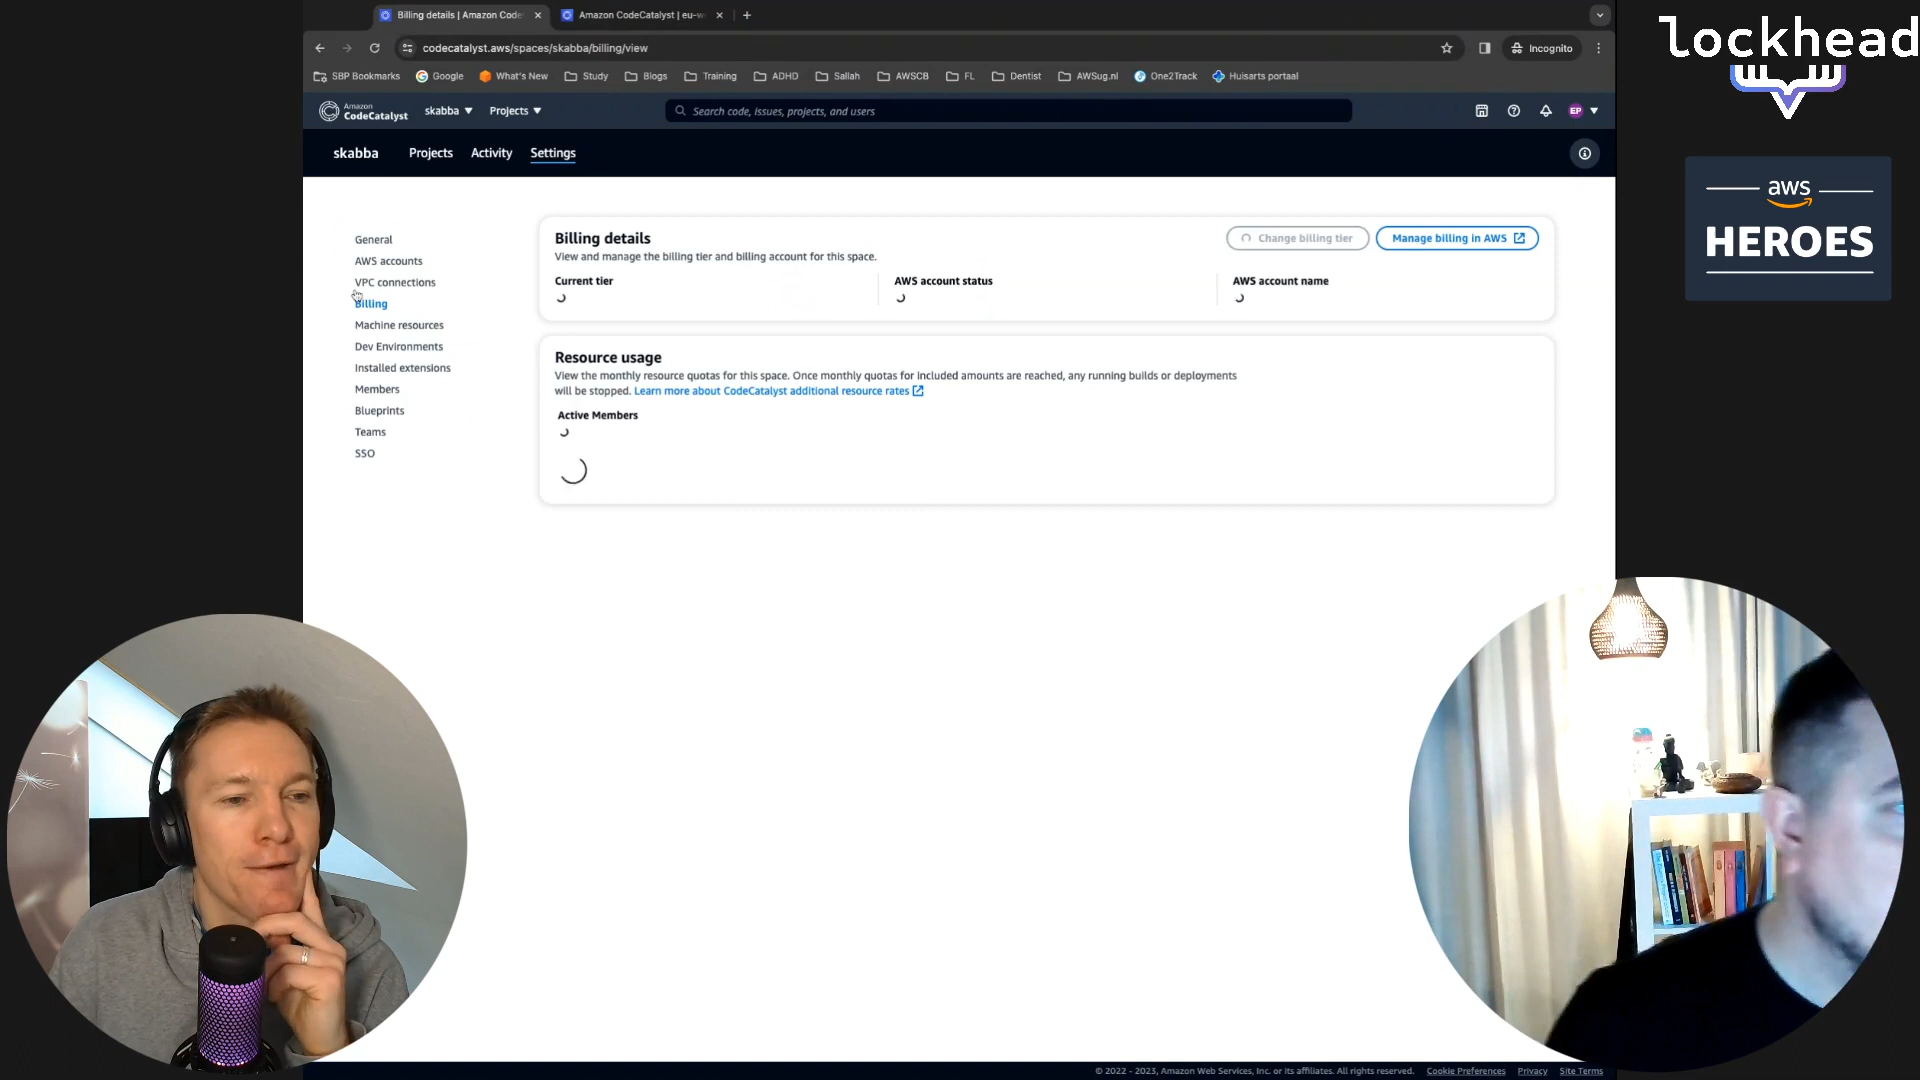 Billing details | Amazon Code
Amazon CodeCatalyst | eu-w
codecatalyst.aws/spaces/skabba/billing/view
Incognito
SBP Bookmarks
Google
What's New
Study
Blogs
Training
ADHD
Sallah
AWSCB
FL
Dentist
AWSug.nl
One2Track
Huisarts portaal
Amazon
CodeCatalyst
skabba
Projects
Search code, issues, projects, and users
EP
skabba
Projects
Activity
Settings
General
AWS accounts
VPC connections
Billing
Machine resources
Dev Environments
Installed extensions
Members
Blueprints
Teams
SSO
Billing details
View and manage the billing tier and billing account for this space.
Change billing tier
Manage billing in AWS
Current tier
AWS account status
AWS account name
Resource usage
View the monthly resource quotas for this space. Once monthly quotas for included amounts are reached, any running builds or deployments
will be stopped. Learn more about CodeCatalyst additional resource rates
Active Members
© 2022 - 2023, Amazon Web Services, Inc. or its affiliates. All rights reserved.
Cookie Preferences
Privacy
Site Terms
lockhead
aws
HEROES